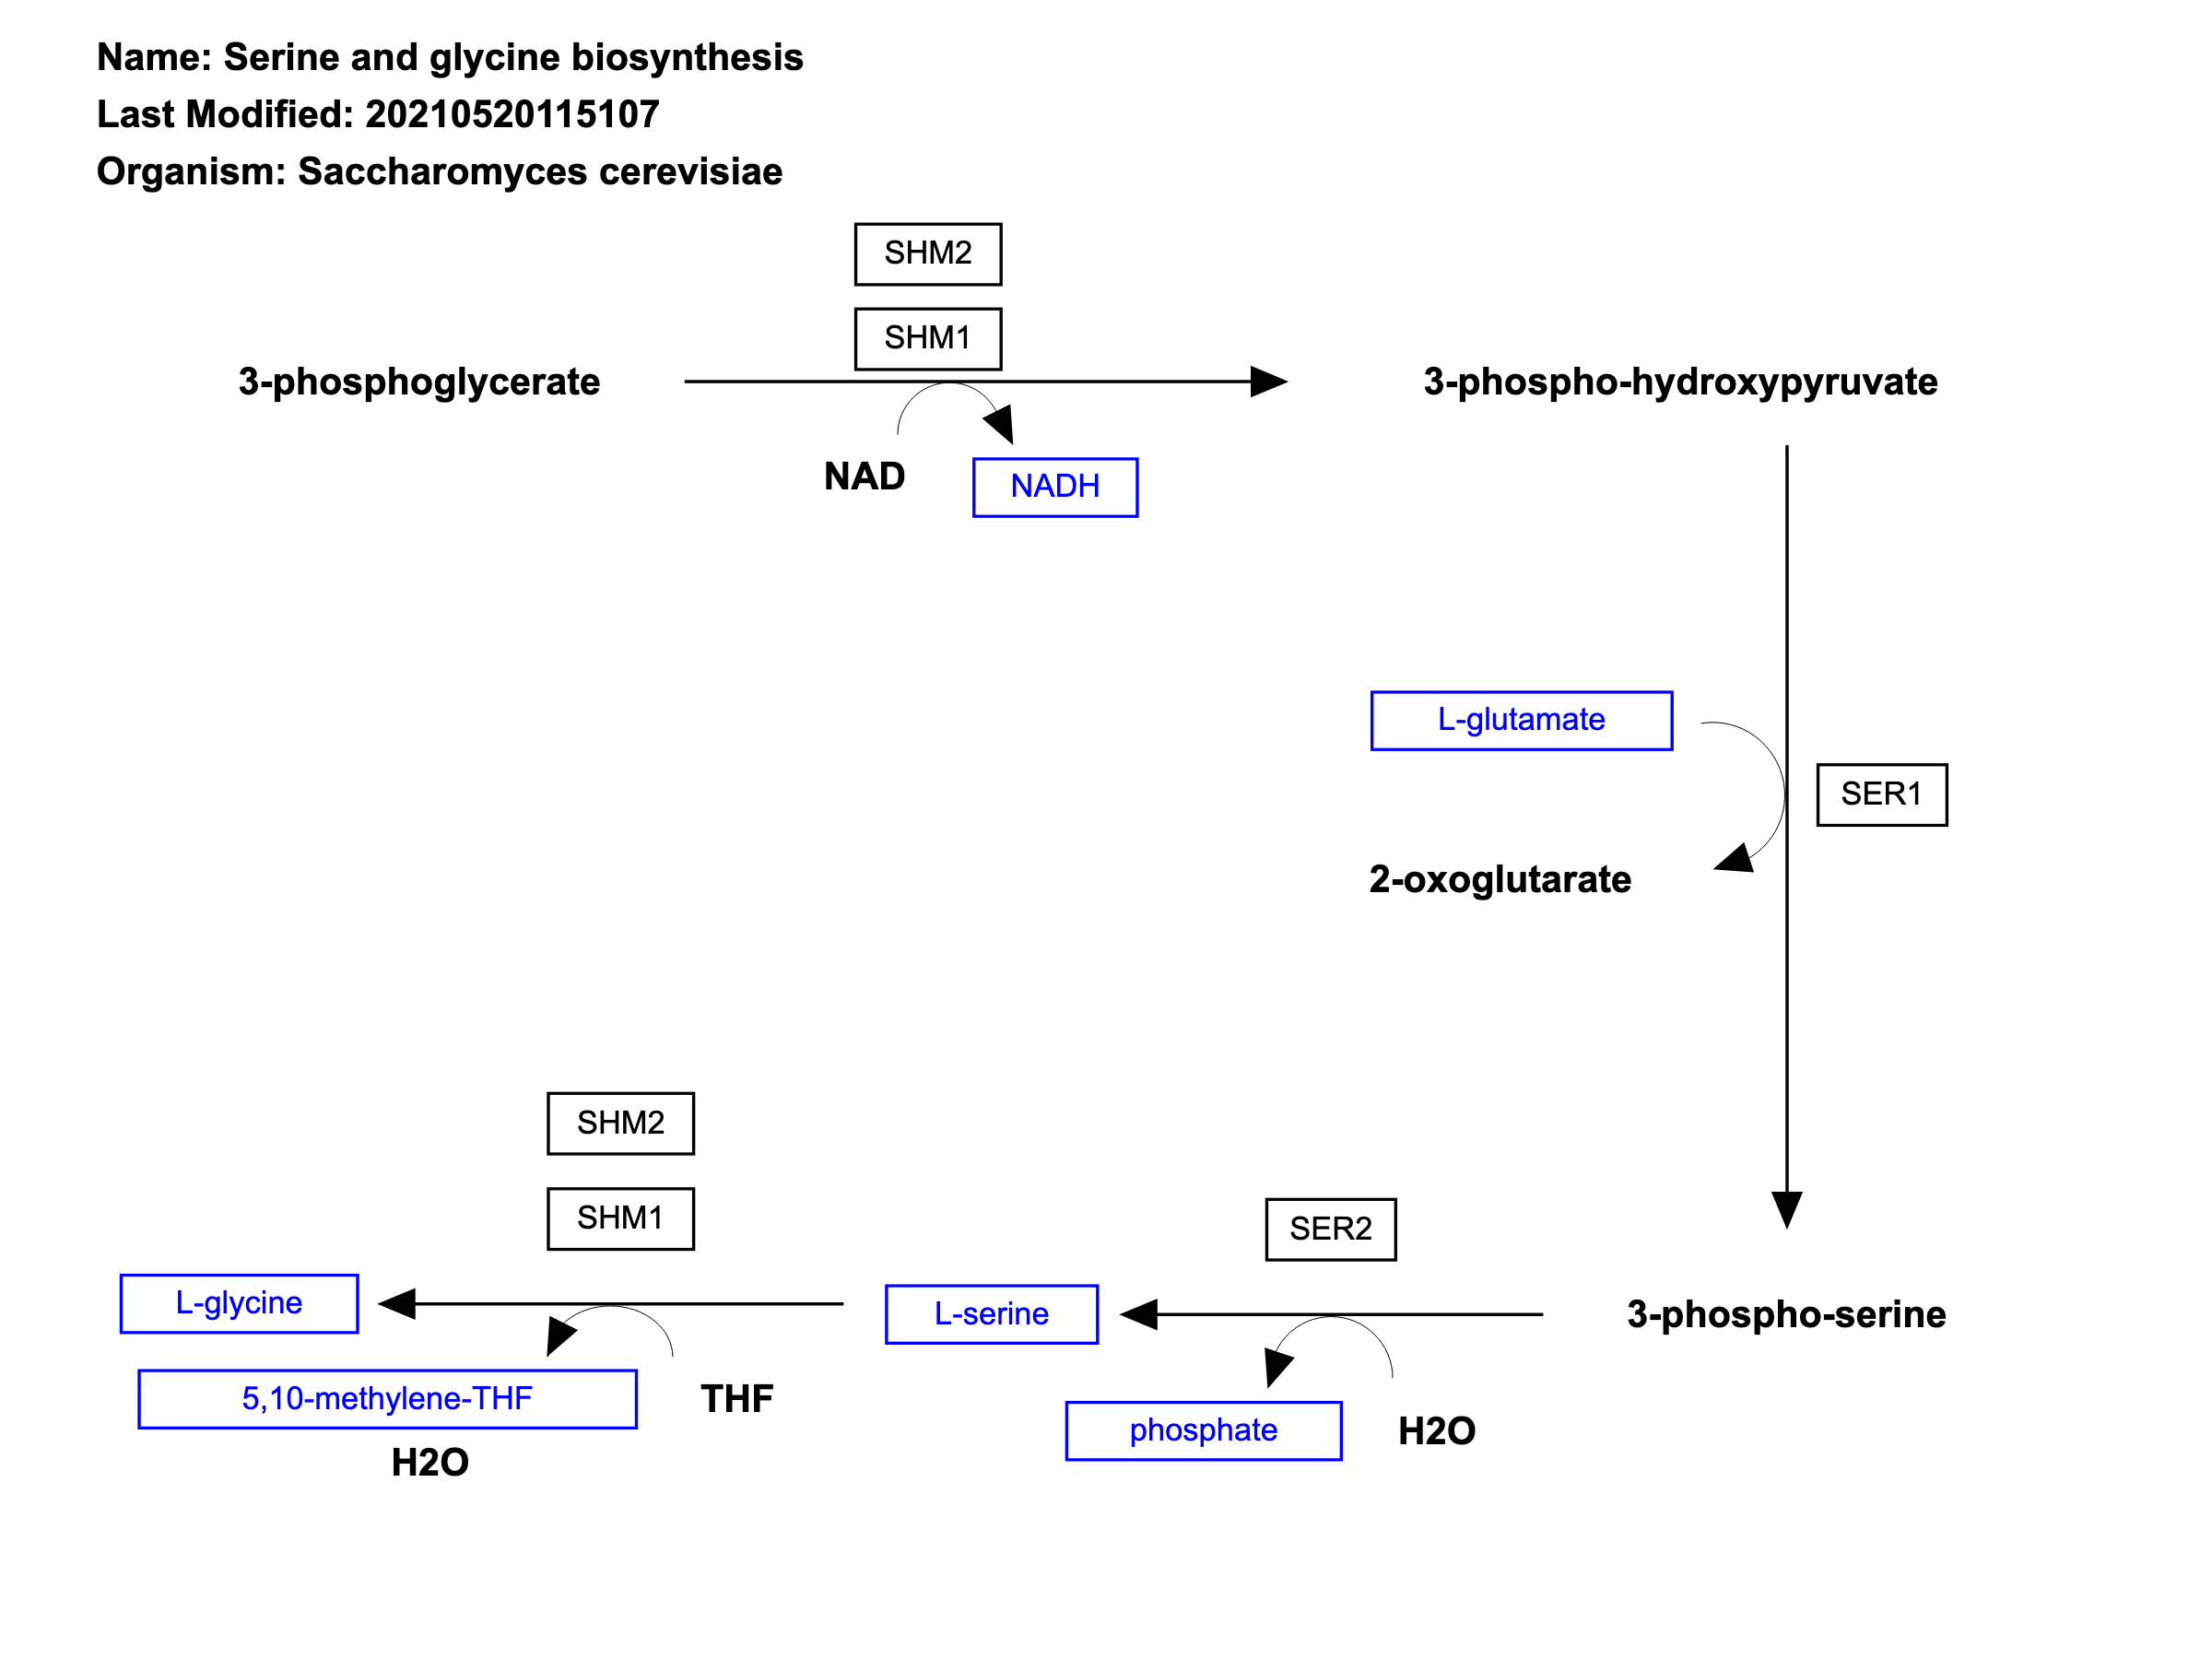 Name: Serine and glycine biosynthesis
Last Modified: 20210520115107
Organism: Saccharomyces cerevisiae
SHM2
SHM1
3-phosphoglycerate
3-phospho-hydroxypyruvate
NAD
NADH
L-glutamate
SER1
2-oxoglutarate
SHM2
SHM1
SER2
L-glycine
L-serine
3-phospho-serine
5,10-methylene-THF
THF
phosphate
H2O
H2O